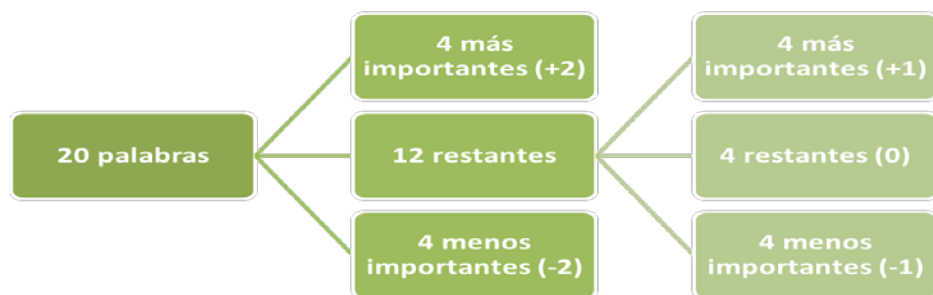 20 palabras
4 más
importantes (+2)
12 restantes
4 menos
importantes (-2)
4 más
importantes (+1)
4 restantes (0)
4 menos
importantes (-1)